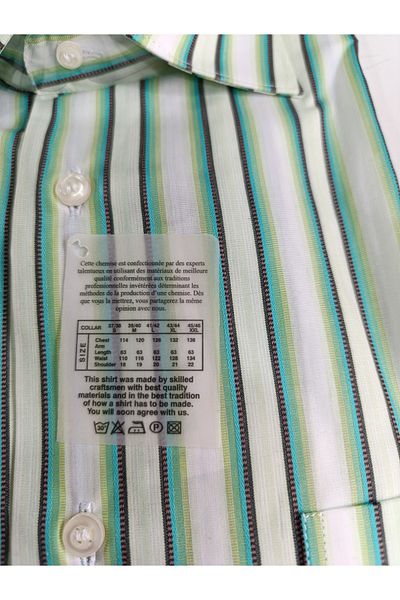 Cette chemise est confectionnée par des experts
talentueux en utilisant des matériaux de meilleure
qualité conformément aux traditions
professionnelles invétérées déterminant les
méthodes de la production d'une chemise. Dès
que vous la mettrez, vous partagerez la même
opinion avec nous.
COLLAR 37/38 39/40 41/42 43/44 45/46
S M L XL XXL
SIZE
Chest 114 120 126 132 138
Arm
Length 63 63 63 63 63
Waist 110 116 122 128 134
Shoulder 18 19 20 21 22
This shirt was made by skilled
craftsmen with best quality
materials and in the best tradition
of how a shirt has to be made.
You will soon agree with us.